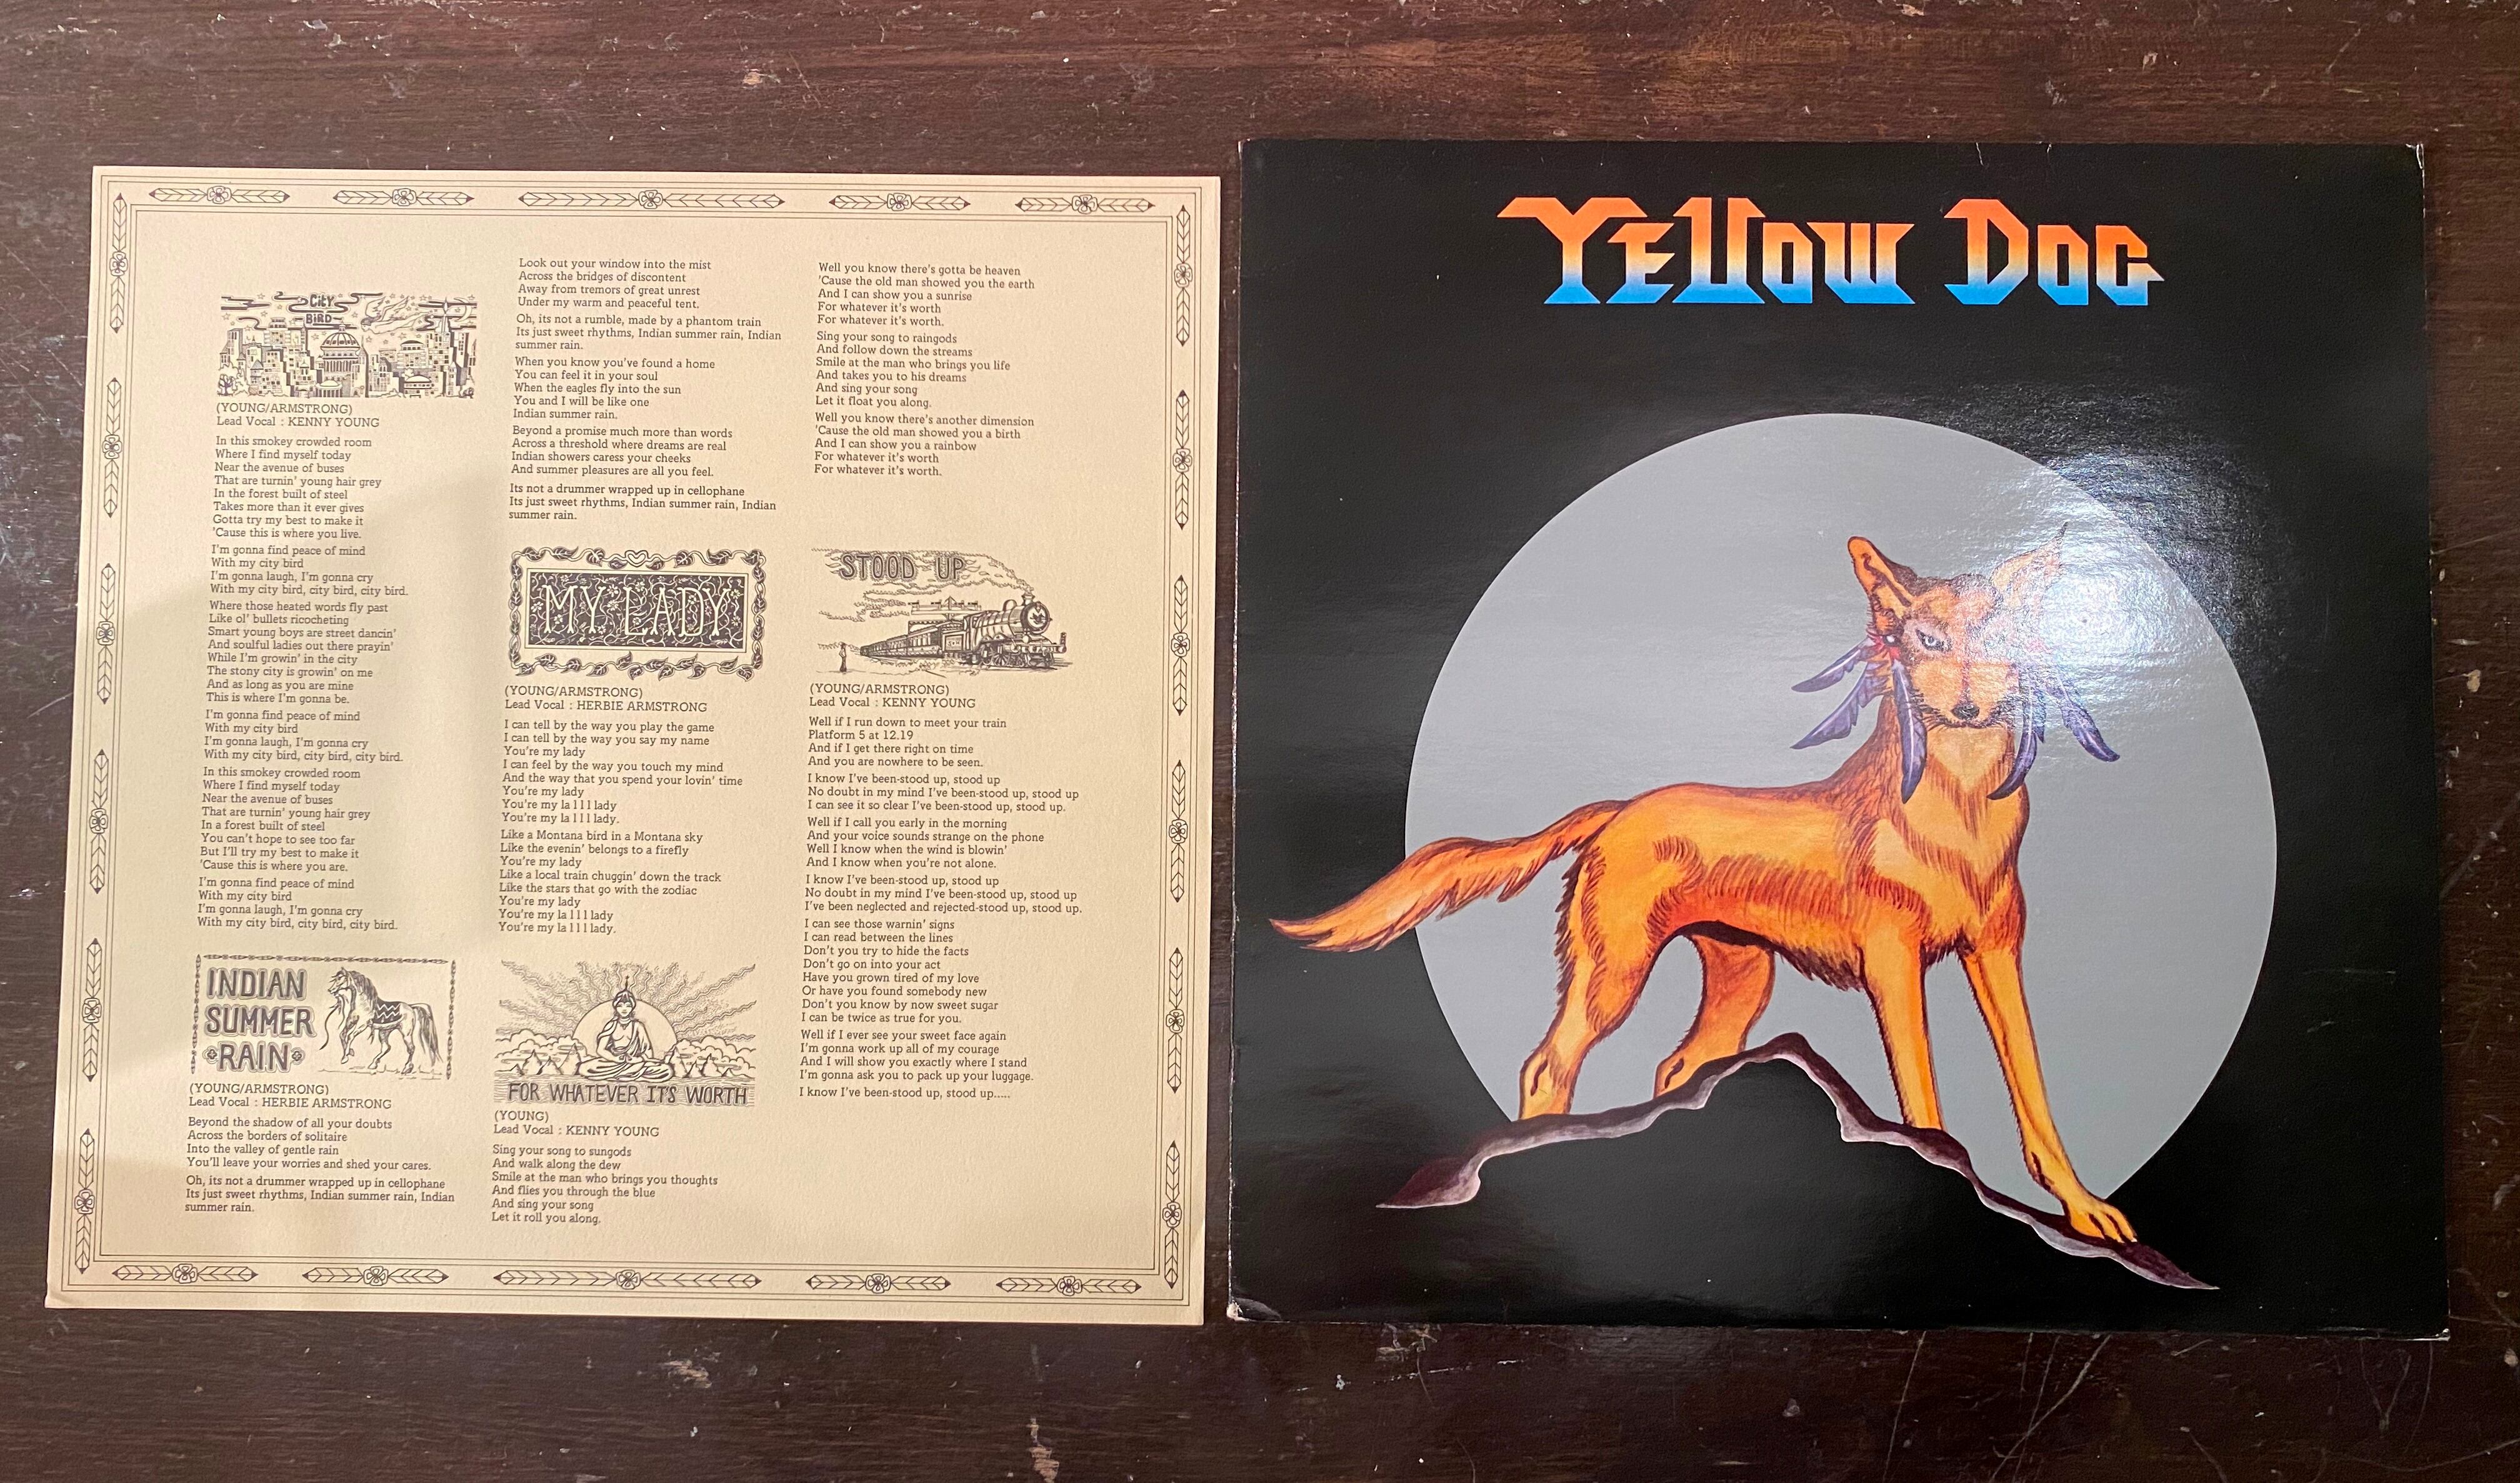 CITY
BIRD
(YOUNG/ARMSTRONG)
Lead Vocal : KENNY YOUNG
In this smokey crowded room
Where I find myself today
Near the avenue of buses
That are turnin' young hair grey
In the forest built of steel
Takes more than it ever gives
Gotta try my best to make it
'Cause this is where you live.
I'm gonna find peace of mind
With my city bird
I'm gonna laugh, I'm gonna cry
With my city bird, city bird, city bird.
Where those heated words fly past
Like ol' bullets ricocheting
Smart young boys are street dancin'
And soulful ladies out there prayin'
While I'm growin' in the city
The stony city is growin' on me
And as long as you are mine
This is where I'm gonna be.
I'm gonna find peace of mind
With my city bird
I'm gonna laugh, I'm gonna cry
With my city bird, city bird, city bird.
In this smokey crowded room
Where I find myself today
Near the avenue of buses
That are turnin' young hair grey
In a forest built of steel
You can't hope to see too far
But I'll try my best to make it
'Cause this is where you are.
I'm gonna find peace of mind
With my city bird
I'm gonna laugh, I'm gonna cry
With my city bird, city bird, city bird.
INDIAN
SUMMER
RAIN
(YOUNG/ARMSTRONG)
Lead Vocal : HERBIE ARMSTRONG
Beyond the shadow of all your doubts
Across the borders of solitaire
Into the valley of gentle rain
You'll leave your worries and shed your cares.
Oh, its not a drummer wrapped up in cellophane
Its just sweet rhythms, Indian summer rain, Indian
summer rain.
Look out your window into the mist
Across the bridges of discontent
Away from tremors of great unrest
Under my warm and peaceful tent.
Oh, its not a rumble, made by a phantom train
Its just sweet rhythms, Indian summer rain, Indian
summer rain.
When you know you've found a home
You can feel it in your soul
When the eagles fly into the sun
You and I will be like one
Indian summer rain.
Beyond a promise much more than words
Across a threshold where dreams are real
Indian showers caress your cheeks
And summer pleasures are all you feel.
Its not a drummer wrapped up in cellophane
Its just sweet rhythms, Indian summer rain, Indian
summer rain.
MY LADY
(YOUNG/ARMSTRONG)
Lead Vocal : HERBIE ARMSTRONG
I can tell by the way you play the game
I can tell by the way you say my name
You're my lady
I can feel by the way you touch my mind
And the way that you spend your lovin' time
You're my lady
You're my la l l l lady
You're my la l l l lady.
Like a Montana bird in a Montana sky
Like the evenin' belongs to a firefly
You're my lady
Like a local train chuggin' down the track
Like the stars that go with the zodiac
You're my lady
You're my la l l l lady
You're my la l l l lady.
FOR WHATEVER IT'S WORTH
(YOUNG)
Lead Vocal : KENNY YOUNG
Sing your song to sungods
And walk along the dew
Smile at the man who brings you thoughts
And flies you through the blue
And sing your song
Let it roll you along.
Well you know there's gotta be heaven
'Cause the old man showed you the earth
And I can show you a sunrise
For whatever it's worth
For whatever it's worth.
Sing your song to raingods
And follow down the streams
Smile at the man who brings you life
And takes you to his dreams
And sing your song
Let it float you along.
Well you know there's another dimension
'Cause the old man showed you a birth
And I can show you a rainbow
For whatever it's worth
For whatever it's worth.
STOOD UP
(YOUNG/ARMSTRONG)
Lead Vocal : KENNY YOUNG
Well if I run down to meet your train
Platform 5 at 12.19
And if I get there right on time
And you are nowhere to be seen.
I know I've been-stood up, stood up
No doubt in my mind I've been-stood up, stood up
I can see it so clear I've been-stood up, stood up.
Well if I call you early in the morning
And your voice sounds strange on the phone
Well I know when the wind is blowin'
And I know when you're not alone.
I know I've been-stood up, stood up
No doubt in my mind I've been-stood up, stood up
I've been neglected and rejected-stood up, stood up.
I can see those warnin' signs
I can read between the lines
Don't you try to hide the facts
Don't go on into your act
Have you grown tired of my love
Or have you found somebody new
Don't you know by now sweet sugar
I can be twice as true for you.
Well if I ever see your sweet face again
I'm gonna work up all of my courage
And I will show you exactly where I stand
I'm gonna ask you to pack up your luggage.
I know I've been-stood up, stood up.....
YELLOW DOG